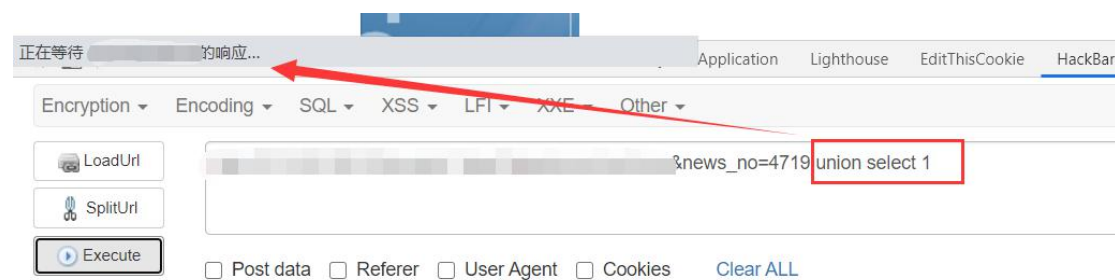 正在等待 的响应...
Application Lighthouse EditThisCookie HackBar
Encryption Encoding SQL XSS LFI XXE Other
LoadUrl
&news_no=4719 union select 1
SplitUrl
Execute
Post data Referer User Agent Cookies Clear ALL